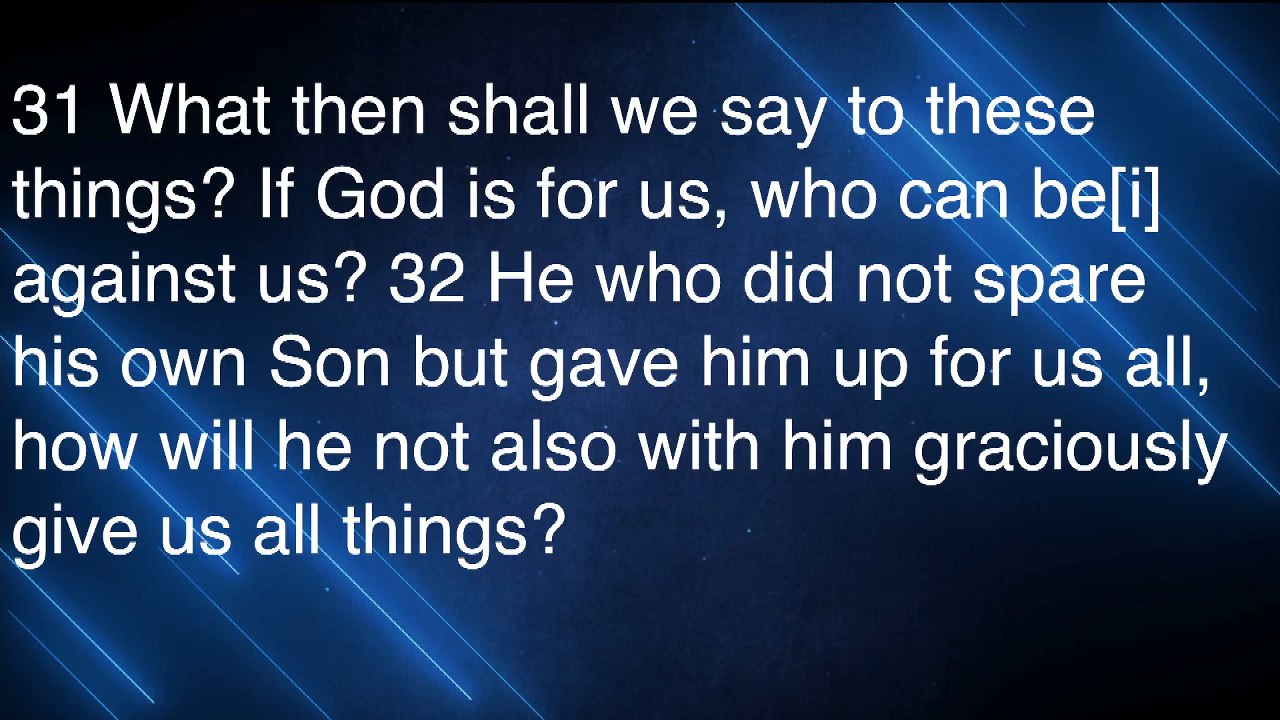 31 What then shall we say to these
things? If God is for us, who can be[i]
against us? 32 He who did not spare
his own Son but gave him up for us all,
how will he not also with him graciously
give us all things?